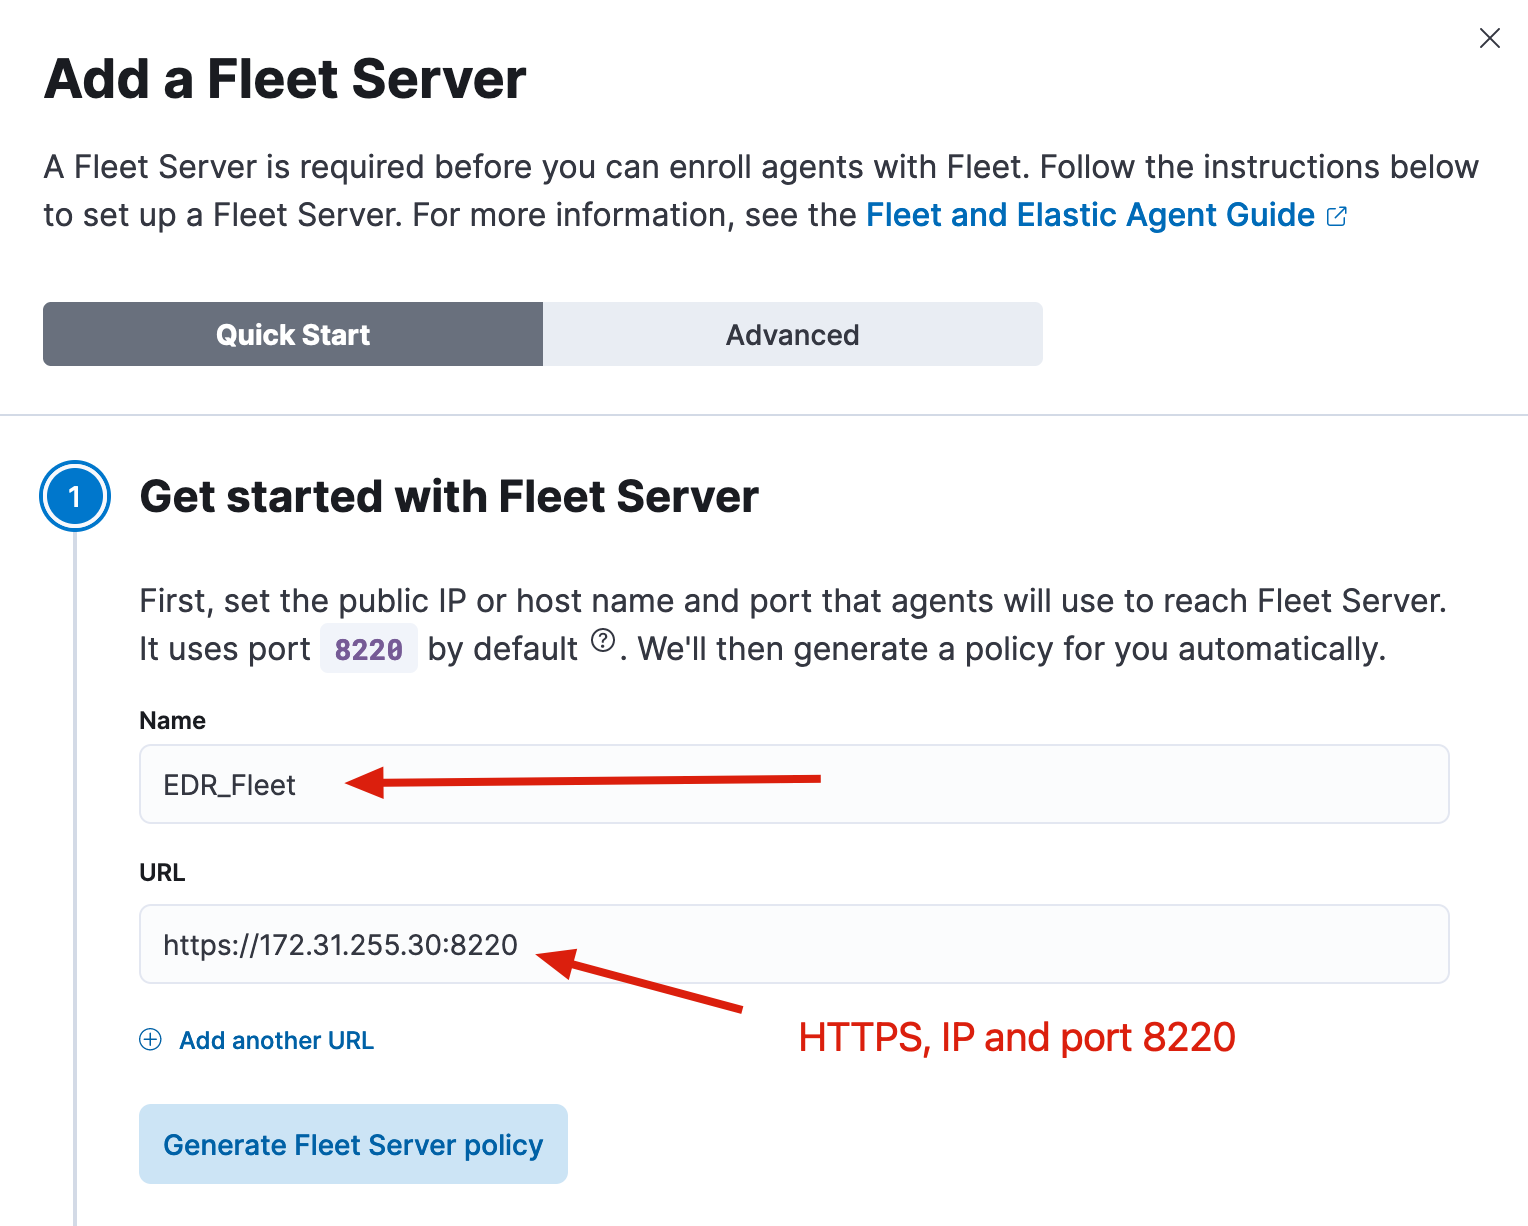 Add a Fleet Server
A Fleet Server is required before you can enroll agents with Fleet. Follow the instructions below
to set up a Fleet Server. For more information, see the Fleet and Elastic Agent Guide
Quick Start
Advanced
1
Get started with Fleet Server
First, set the public IP or host name and port that agents will use to reach Fleet Server.
It uses port 8220 by default ?. We'll then generate a policy for you automatically.
Name
EDR_Fleet
URL
https://172.31.255.30:8220
Add another URL
HTTPS, IP and port 8220
Generate Fleet Server policy